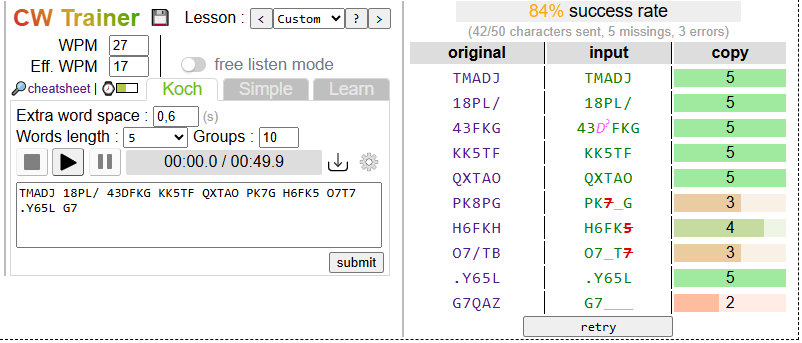 CW Trainer Lesson : < Custom ? >
WPM 27
Eff. WPM 17
free listen mode
cheatsheet |
Koch Simple Learn
Extra word space : 0,6 (s)
Words length : 5 Groups : 10
00:00.0 / 00:49.9
TMADJ 18PL/ 43DFKG KK5TF QXTAO PK7G H6FK5 O7T7
.Y65L G7
submit
84% success rate
(42/50 characters sent, 5 missings, 3 errors)
original input copy
TMADJ TMADJ 5
18PL/ 18PL/ 5
43FKG 43D²FKG 5
KK5TF KK5TF 5
QXTAO QXTAO 5
PK8PG PK7_G 3
H6FKH H6FK5 4
O7/TB O7_T7 3
.Y65L .Y65L 5
G7QAZ G7___ 2
retry